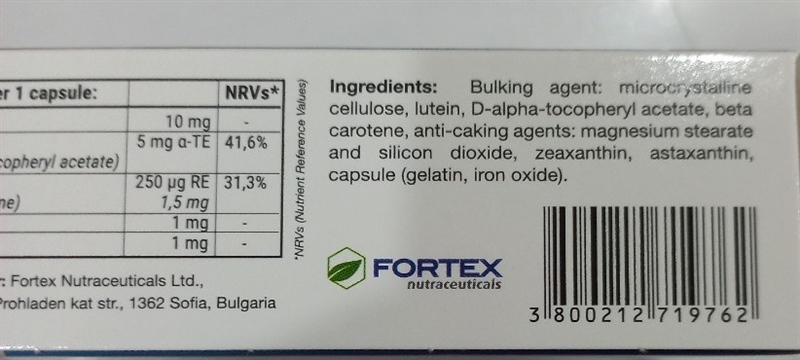 er 1 capsule: NRVs*
10 mg -
5 mg α-TE 41,6%
copheryl acetate)
250 µg RE 31,3%
ne) 1,5 mg
1 mg -
1 mg -
*NRVs (Nutrient Reference Values)
r: Fortex Nutraceuticals Ltd.,
Prohladen kat str., 1362 Sofia, Bulgaria
Ingredients: Bulking agent: microcrystalline
cellulose, lutein, D-alpha-tocopheryl acetate, beta
carotene, anti-caking agents: magnesium stearate
and silicon dioxide, zeaxanthin, astaxanthin,
capsule (gelatin, iron oxide).
FORTEX
nutraceuticals
3 800212 719762